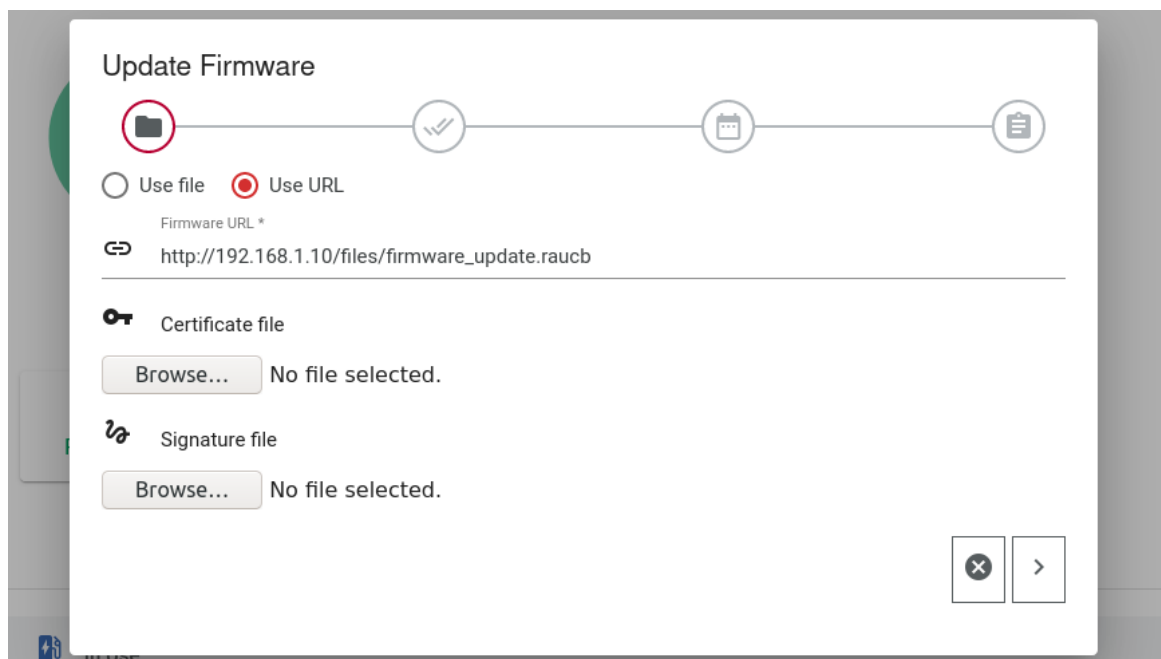 Update Firmware
Use file
Use URL
Firmware URL *
http://192.168.1.10/files/firmware_update.raucb
Certificate file
Browse... No file selected.
Signature file
Browse... No file selected.